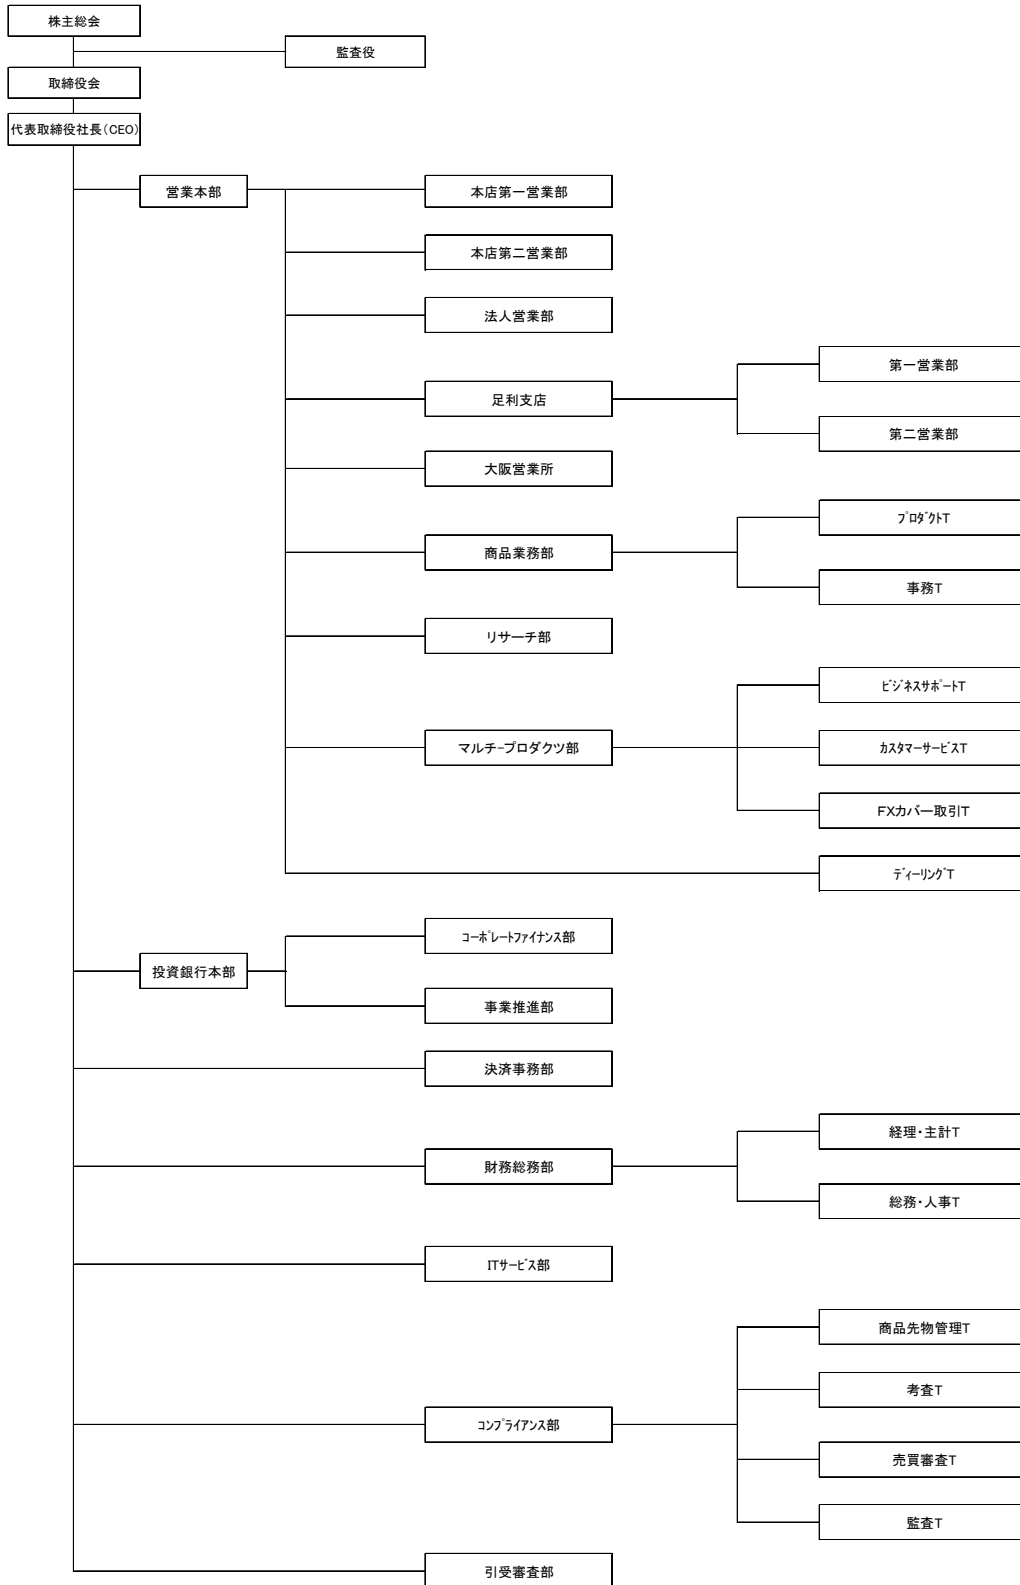 株主総会
監査役
取締役会
代表取締役社長(CEO)
営業本部
本店第一営業部
本店第二営業部
法人営業部
第一営業部
足利支店
第二営業部
大阪営業所
ﾌﾟﾛﾀﾞｸﾄT
商品業務部
事務T
リサーチ部
ﾋﾞｼﾞﾈｽｻﾎﾟｰﾄT
マルチ-プロダクツ部
ｶｽﾀﾏｰｻｰﾋﾞｽT
FXカバー取引T
ﾃﾞｨｰﾘﾝｸﾞT
ｺｰﾎﾟﾚｰﾄﾌｧｲﾅﾝｽ部
投資銀行本部
事業推進部
決済事務部
経理・主計T
財務総務部
総務・人事T
ITｻｰﾋﾞｽ部
商品先物管理T
考査T
ｺﾝﾌﾟﾗｲｱﾝｽ部
売買審査T
監査T
引受審査部